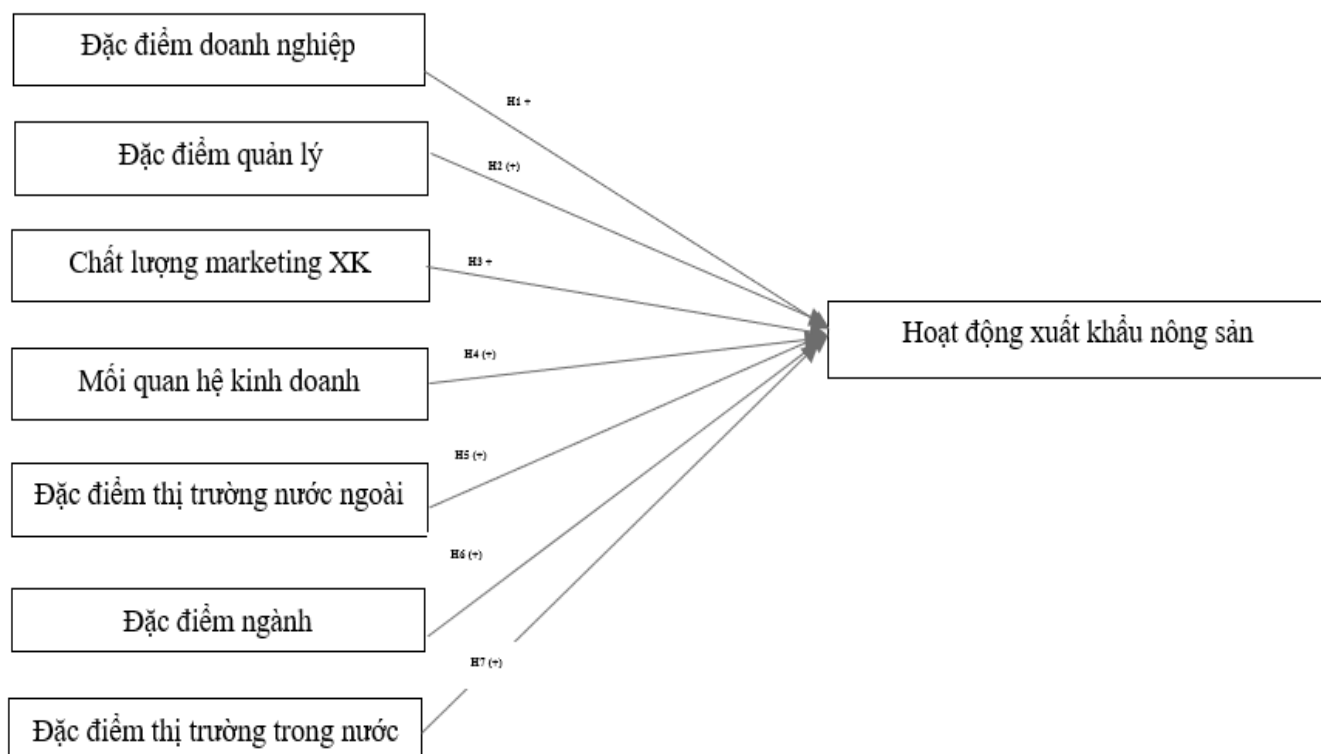 Đặc điểm doanh nghiệp
H1 +
Đặc điểm quản lý
H2 (+)
Chất lượng marketing XK
H3 +
Hoạt động xuất khẩu nông sản
Mối quan hệ kinh doanh
H4 (+)
Đặc điểm thị trường nước ngoài
H5 (+)
Đặc điểm ngành
H6 (+)
Đặc điểm thị trường trong nước
H7 (+)